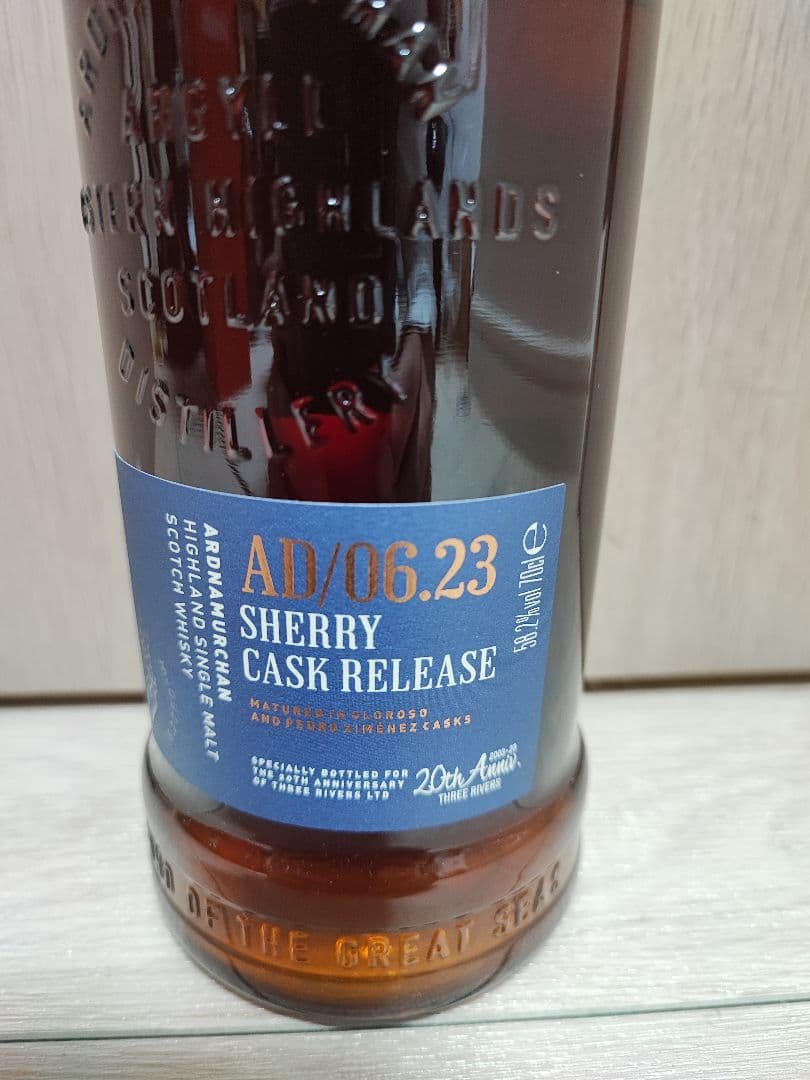 ARGYLL
HIGHLANDS
SCOTLAND
DISTILLERY
ARDNAMURCHAN
HIGHLAND SINGLE MALT
SCOTCH WHISKY
AD/06.23
SHERRY
CASK RELEASE
MATURED IN OLOROSO
AND PEDRO XIMÉNEZ CASKS
SPECIALLY BOTTLED FOR
THE 20TH ANNIVERSARY
OF THREE RIVERS LTD
2003-23
20th Anniv.
THREE RIVERS
58.2%vol 70cl e
OF THE GREAT SEAS